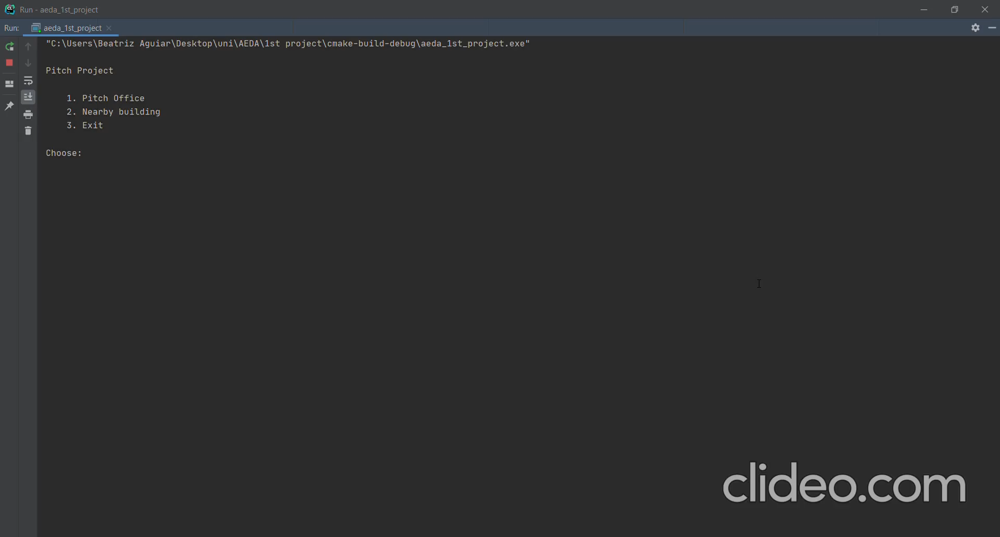 CL Run - aeda_1st_project
Run: aeda_1st_project
"C:\Users\Beatriz Aguiar\Desktop\uni\AEDA\1st project\cmake-build-debug\aeda_1st_project.exe"
Pitch Project
1. Pitch Office
2. Nearby building
3. Exit
Choose:
clideo.com